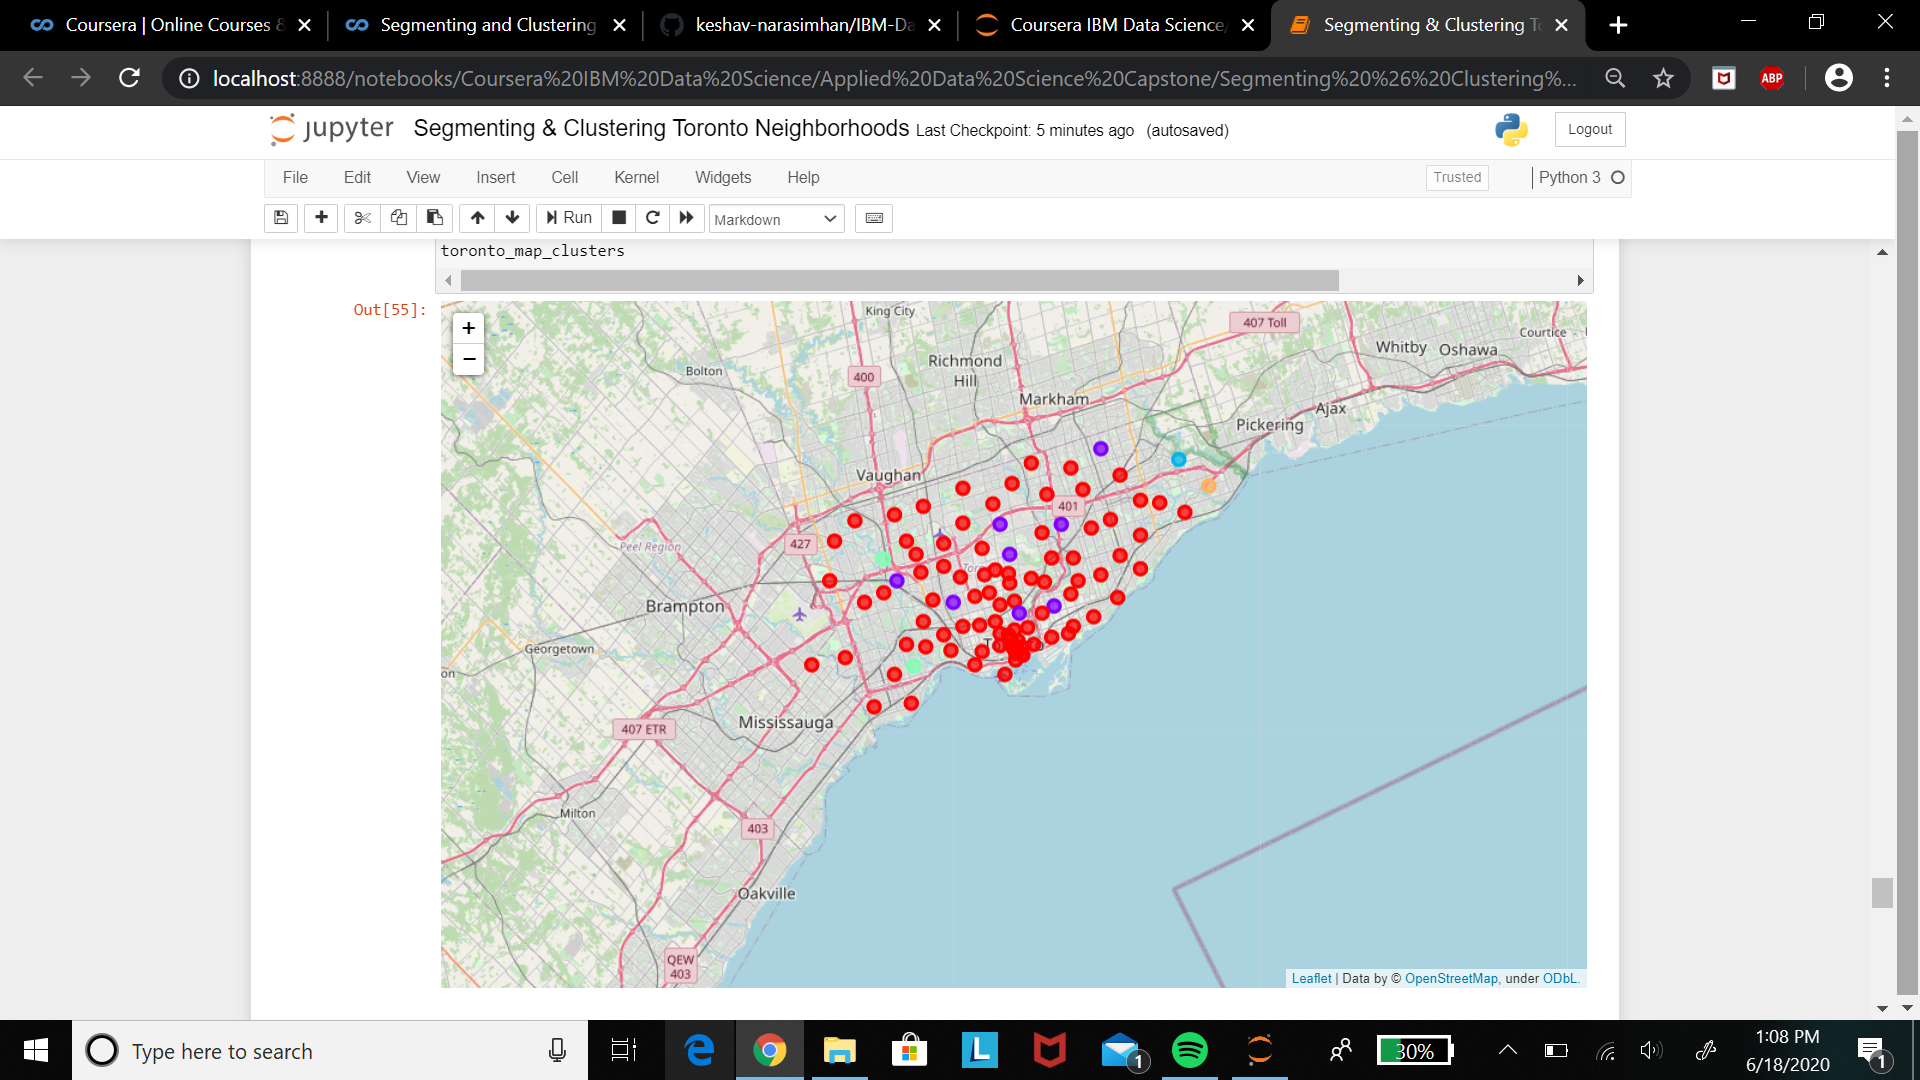 Coursera | Online Courses &
Segmenting and Clustering
keshav-narasimhan/IBM-Da
Coursera IBM Data Science/
Segmenting & Clustering To
localhost:8888/notebooks/Coursera%20IBM%20Data%20Science/Applied%20Data%20Science%20Capstone/Segmenting%20%26%20Clustering%...
ABP
jupyter Segmenting & Clustering Toronto Neighborhoods Last Checkpoint: 5 minutes ago (autosaved)
Logout
File Edit View Insert Cell Kernel Widgets Help
Trusted
Python 3
Run
Markdown
toronto_map_clusters
Out[55]:
+
−
King City
407 Toll
Courtice
Whitby
Oshawa
Richmond
Hill
Bolton
400
Markham
Ajax
Pickering
Vaughan
401
427
Peel Region
Brampton
Georgetown
Mississauga
407 ETR
Milton
403
Oakville
QEW
403
Leaflet | Data by © OpenStreetMap, under ODbL.
Type here to search
L
1
30%
1:08 PM
6/18/2020
1